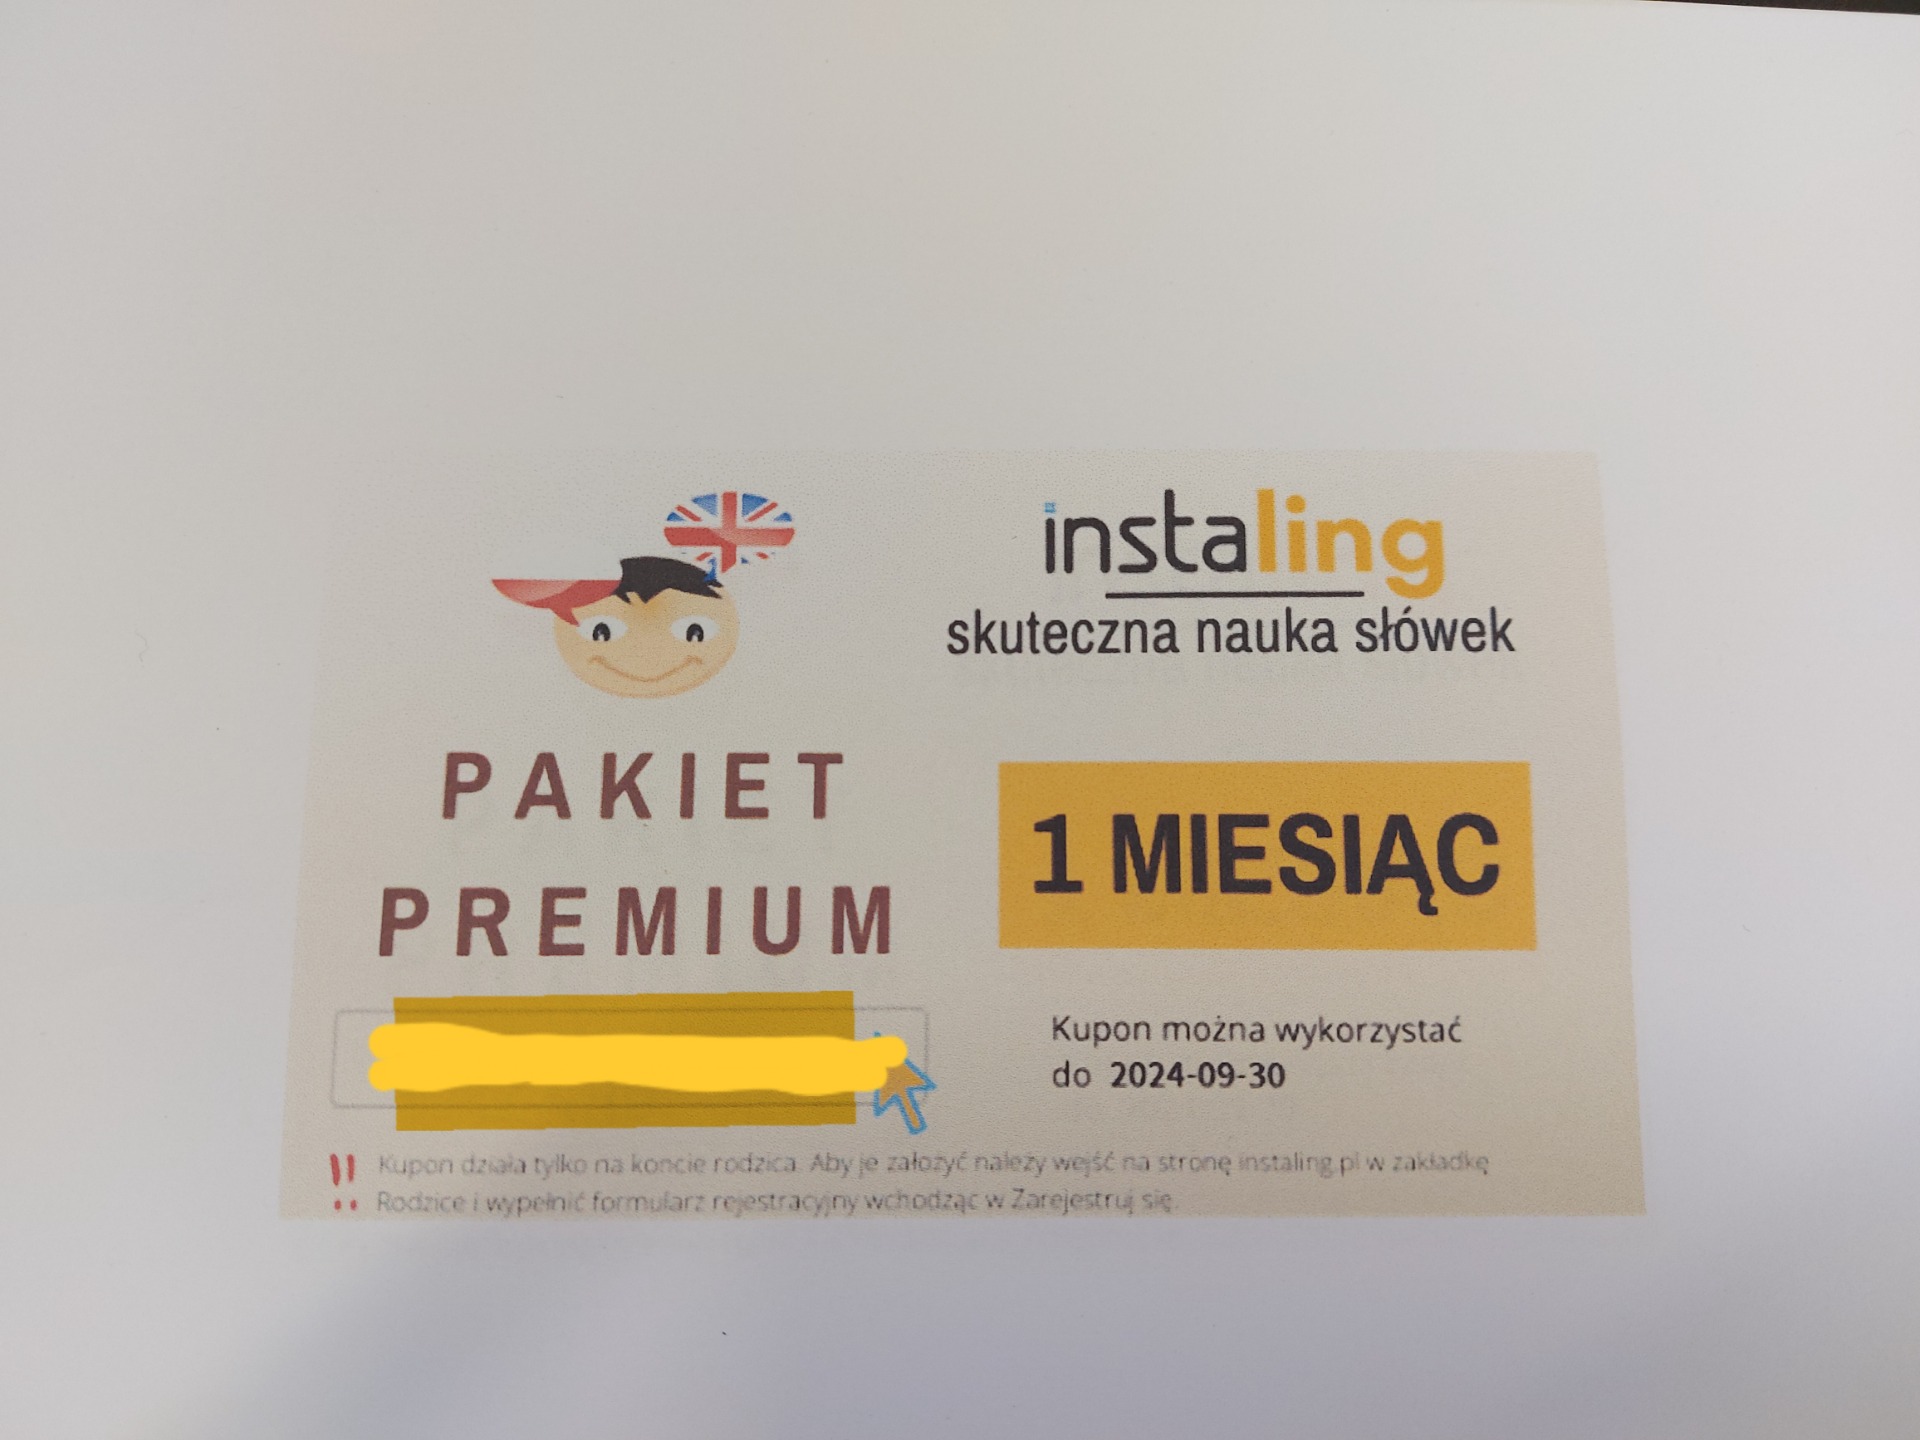 instaling
skuteczna nauka słówek
PAKIET
PREMIUM
1 MIESIĄC
Kupon można wykorzystać
do 2024-09-30
!! Kupon działa tylko na koncie rodzica. Aby je założyć należy wejść na stronę instaling.pl w zakładkę
Rodzice i wypełnić formularz rejestracyjny wchodząc w Zarejestruj się.